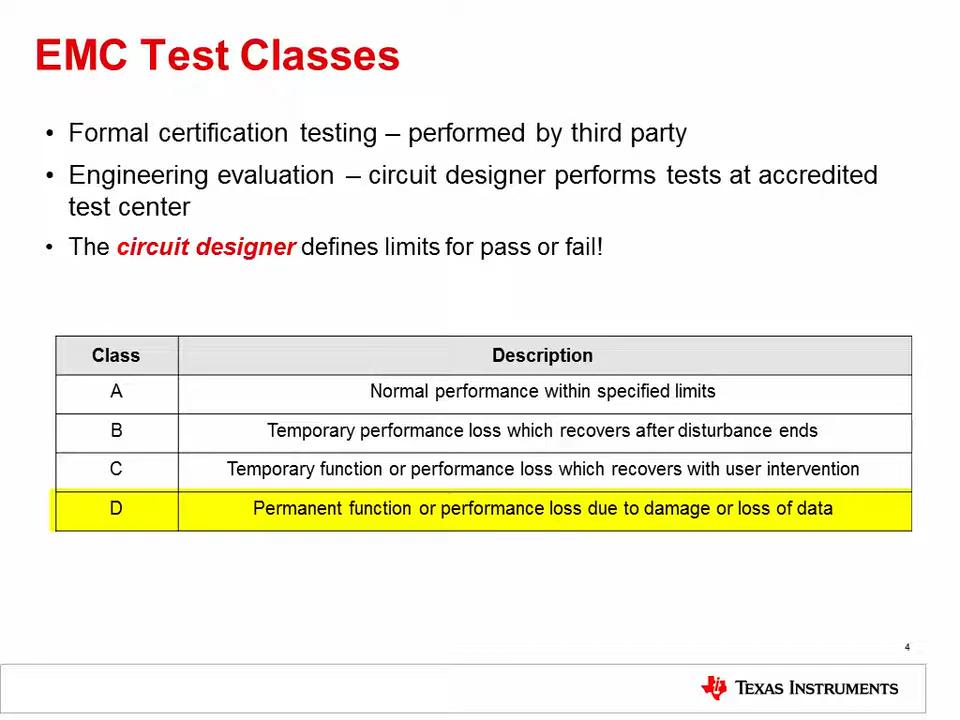 EMC Test Classes
• Formal certification testing – performed by third party
• Engineering evaluation – circuit designer performs tests at accredited
test center
• The circuit designer defines limits for pass or fail!
Class Description
A Normal performance within specified limits
B Temporary performance loss which recovers after disturbance ends
C Temporary function or performance loss which recovers with user intervention
D Permanent function or performance loss due to damage or loss of data
4
TEXAS INSTRUMENTS